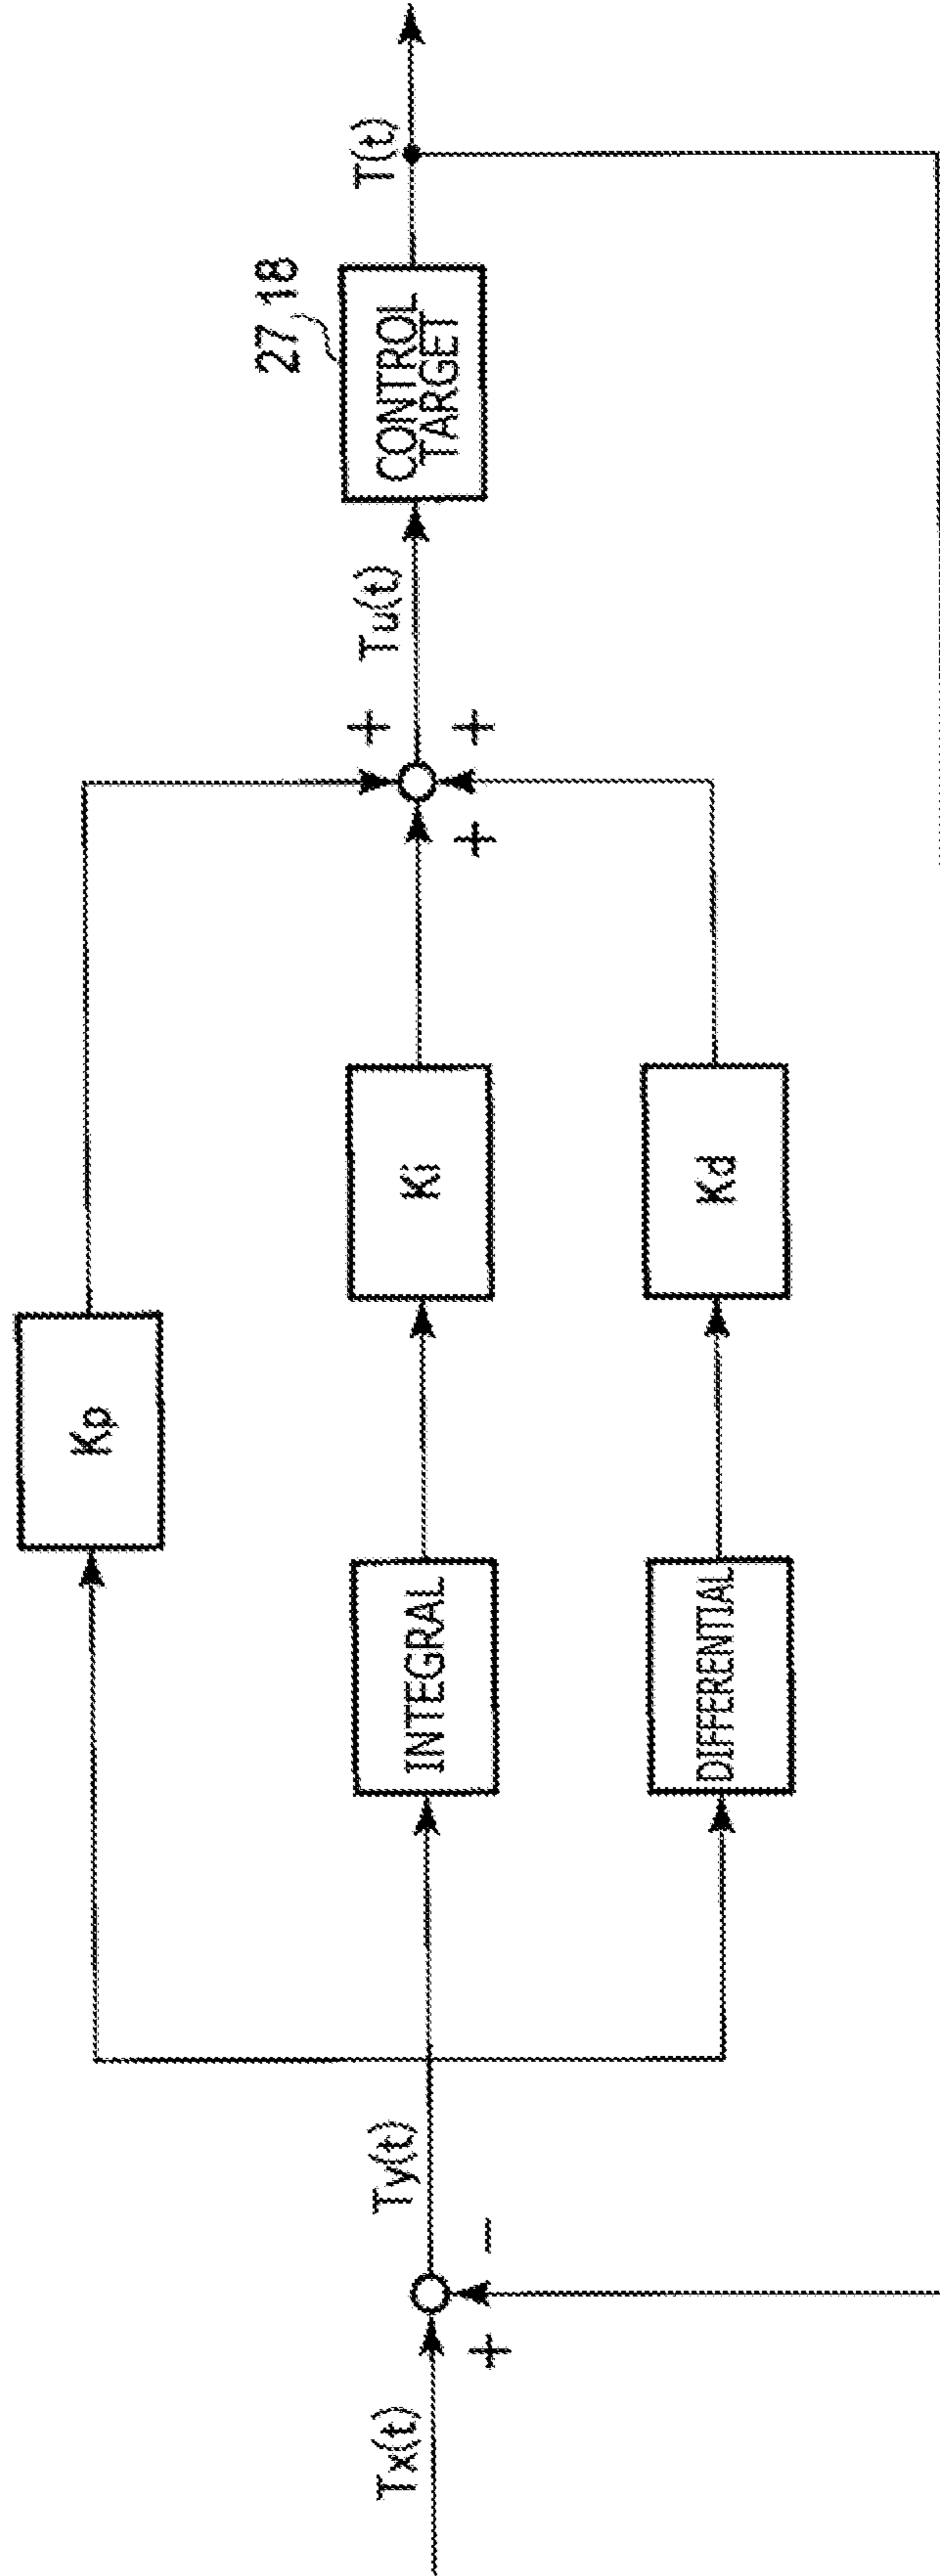 Tx(t)
+
−
Ty(t)
Kp
INTEGRAL
DIFFERENTIAL
Ki
Kd
+
+
+
Tu(t)
27, 18
CONTROL
TARGET
T(t)